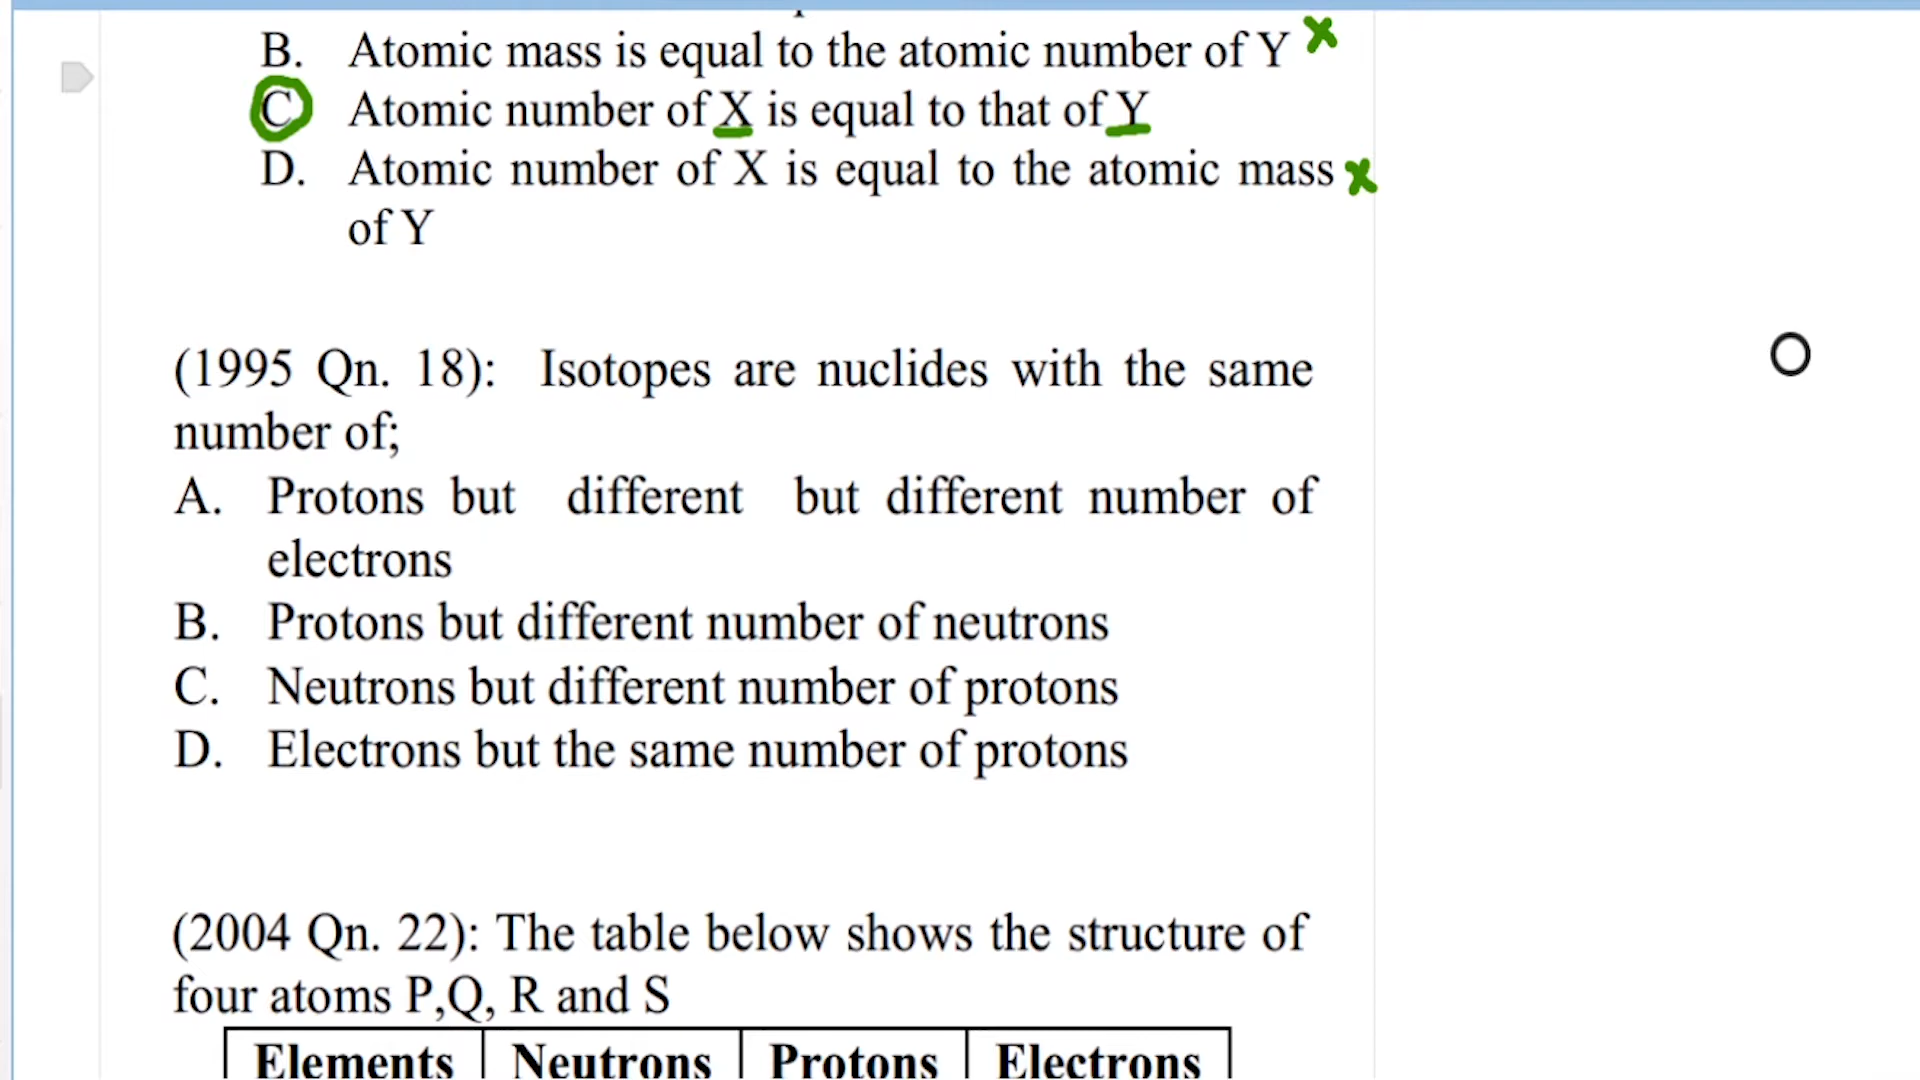 B. Atomic mass is equal to the atomic number of Y
C Atomic number of X is equal to that of Y
D. Atomic number of X is equal to the atomic mass
of Y
(1995 Qn. 18): Isotopes are nuclides with the same
number of;
A. Protons but different but different number of
electrons
B. Protons but different number of neutrons
C. Neutrons but different number of protons
D. Electrons but the same number of protons
(2004 Qn. 22): The table below shows the structure of
four atoms P,Q, R and S
Elements Neutrons Protons Electrons